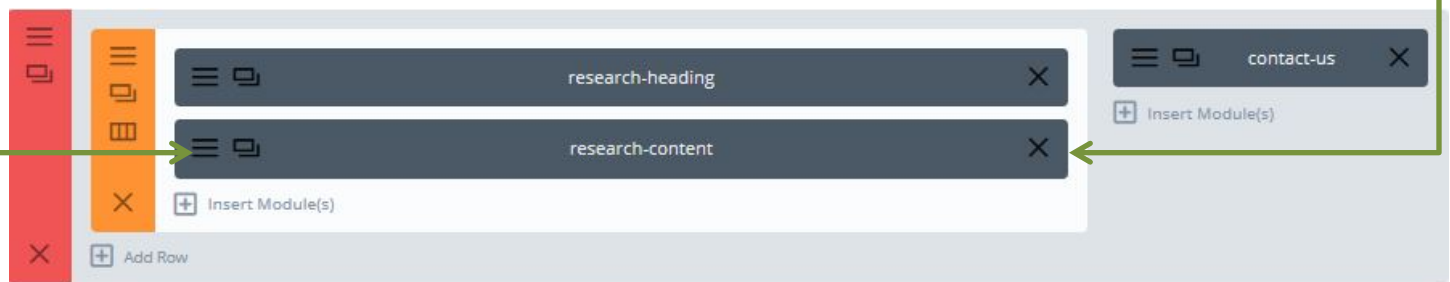 research-heading
research-content
Insert Module(s)
Add Row
contact-us
Insert Module(s)